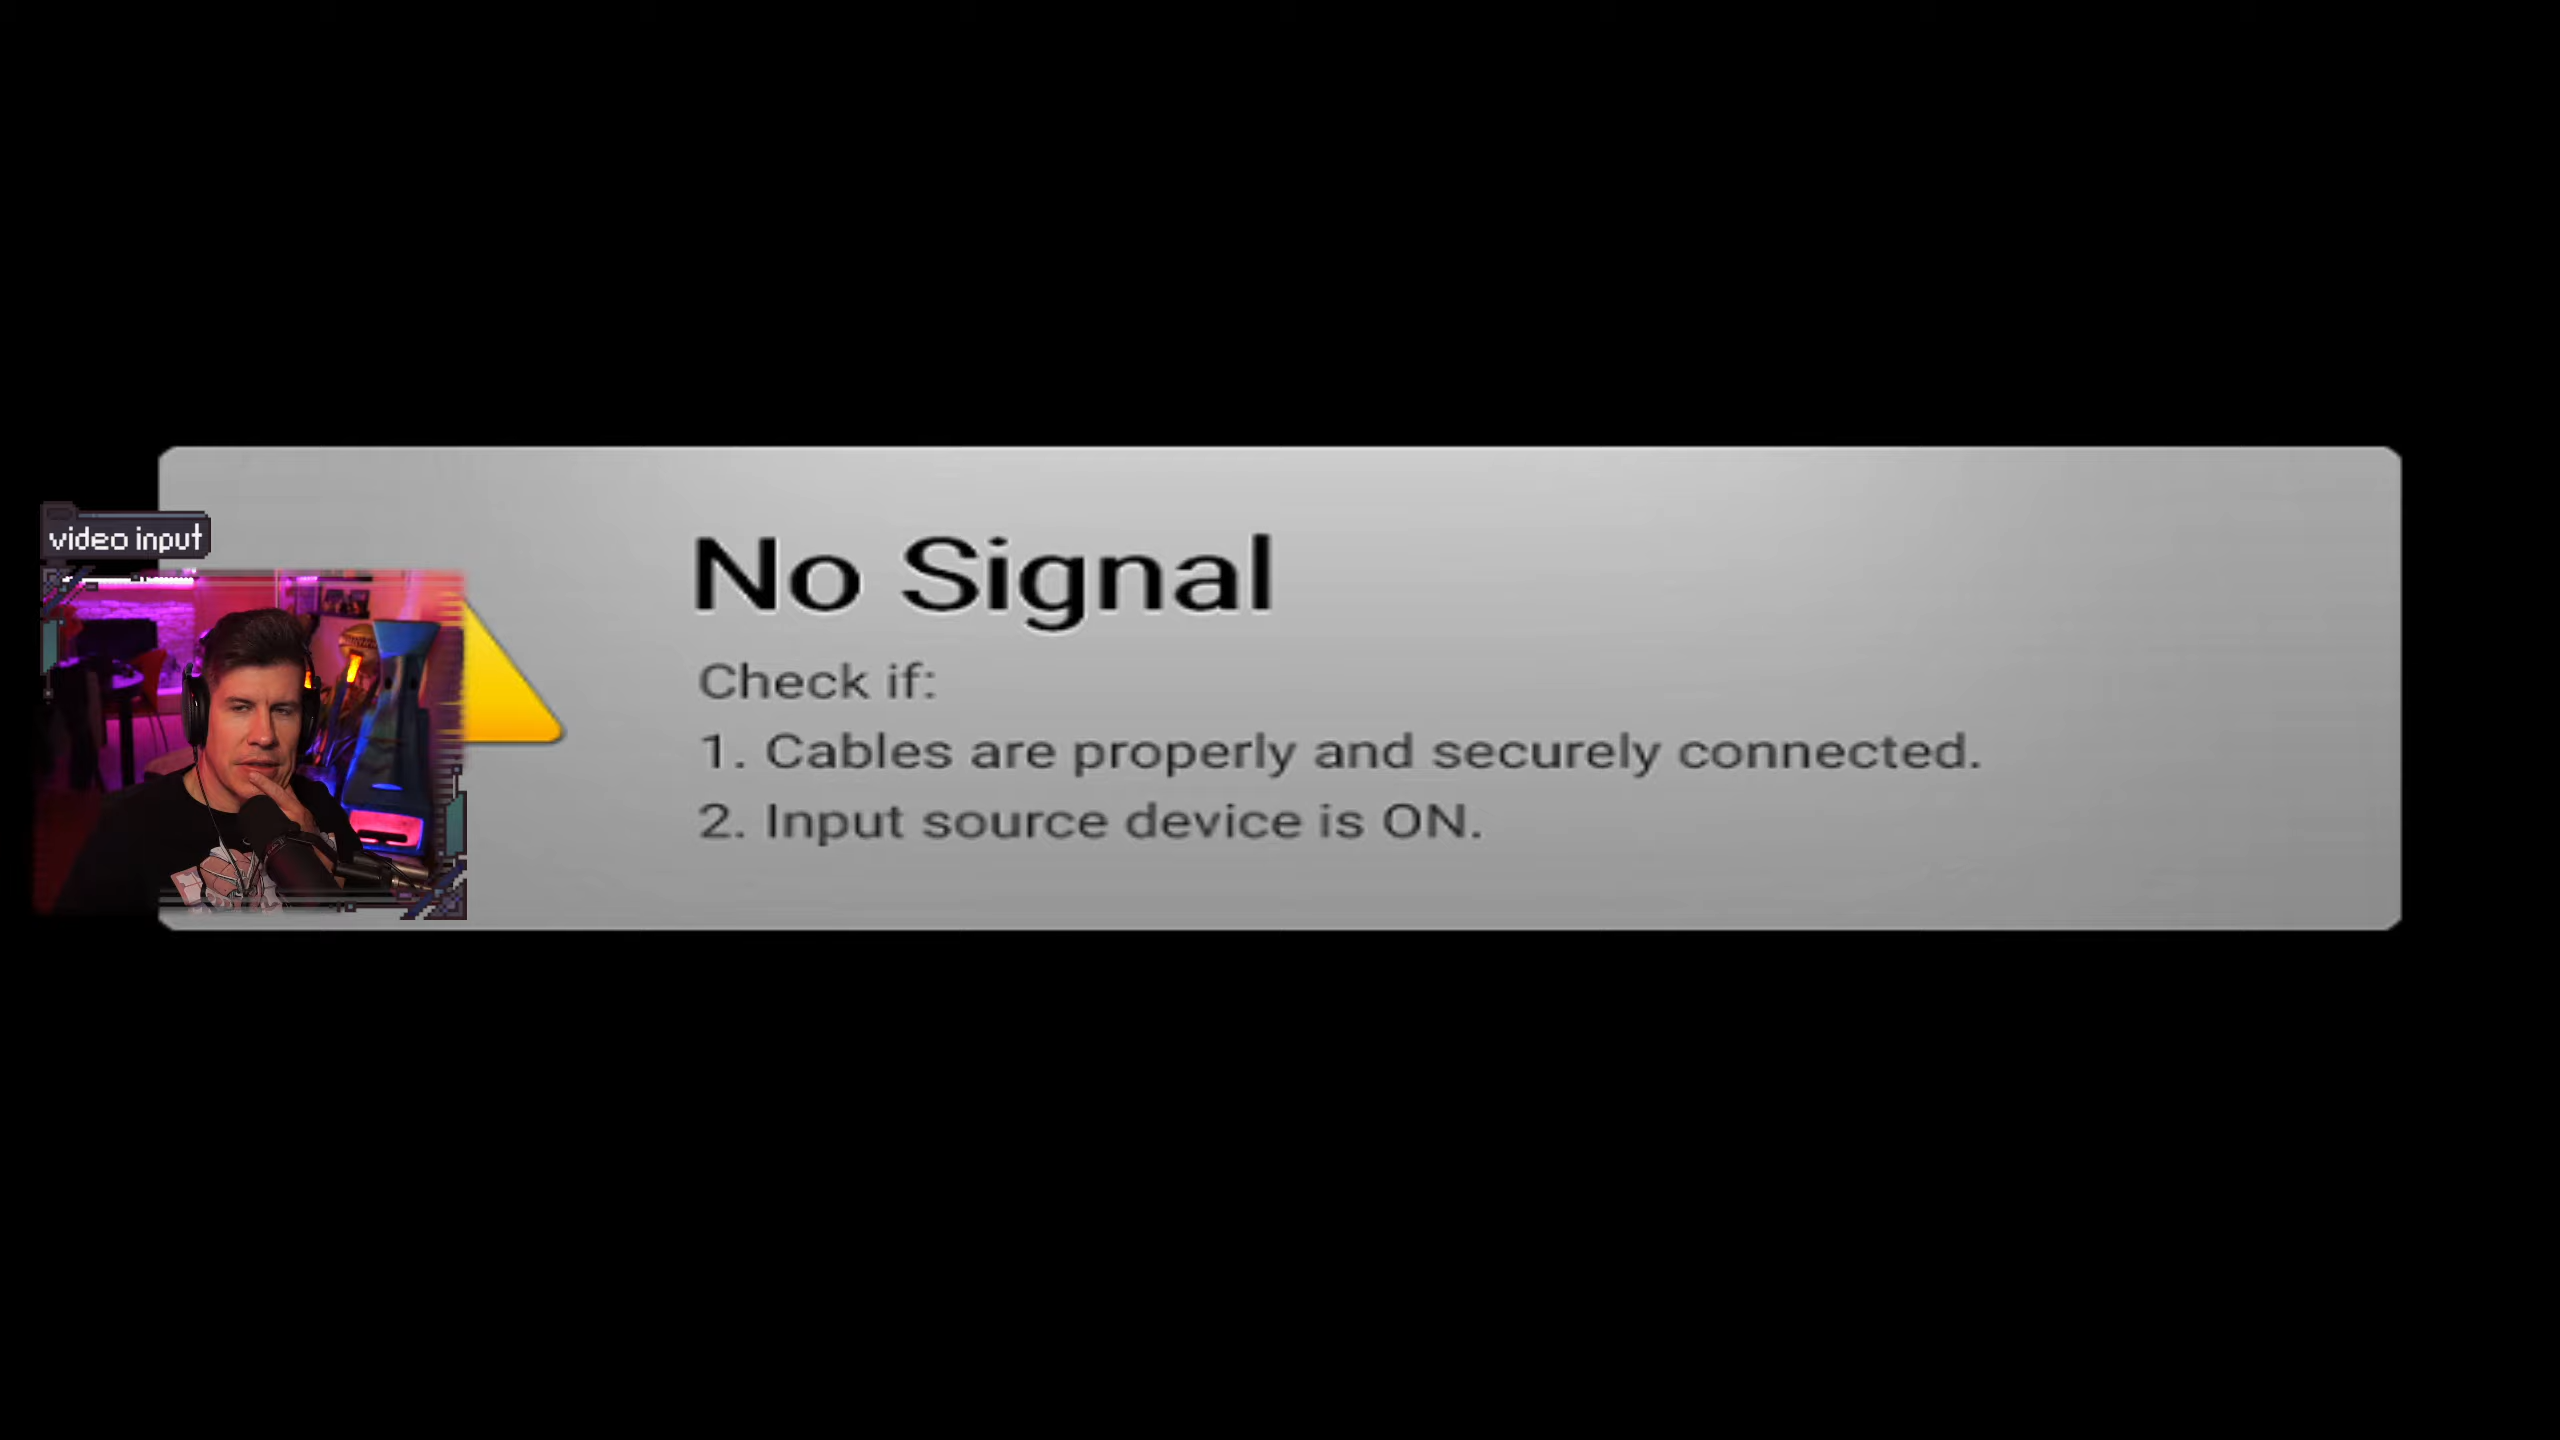 video input
No Signal
Check if:
1. Cables are properly and securely connected.
2. Input source device is ON.